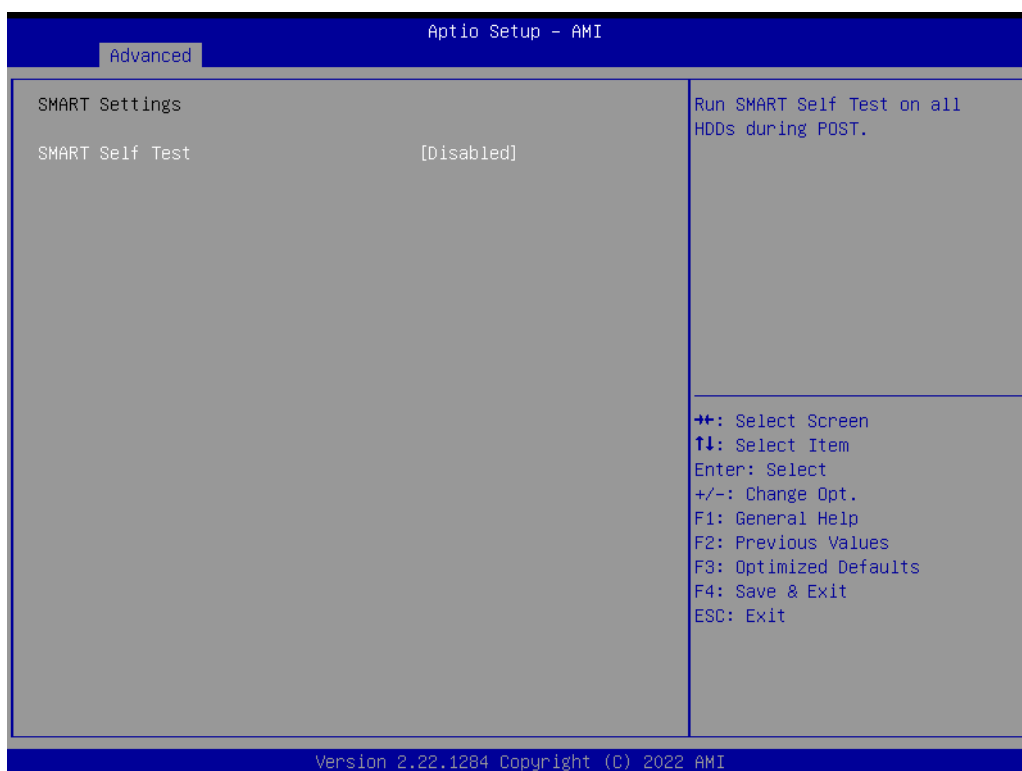 Aptio Setup – AMI
Advanced
SMART Settings
SMART Self Test [Disabled]
Run SMART Self Test on all
HDDs during POST.
→←: Select Screen
↑↓: Select Item
Enter: Select
+/-: Change Opt.
F1: General Help
F2: Previous Values
F3: Optimized Defaults
F4: Save & Exit
ESC: Exit
Version 2.22.1284 Copyright (C) 2022 AMI